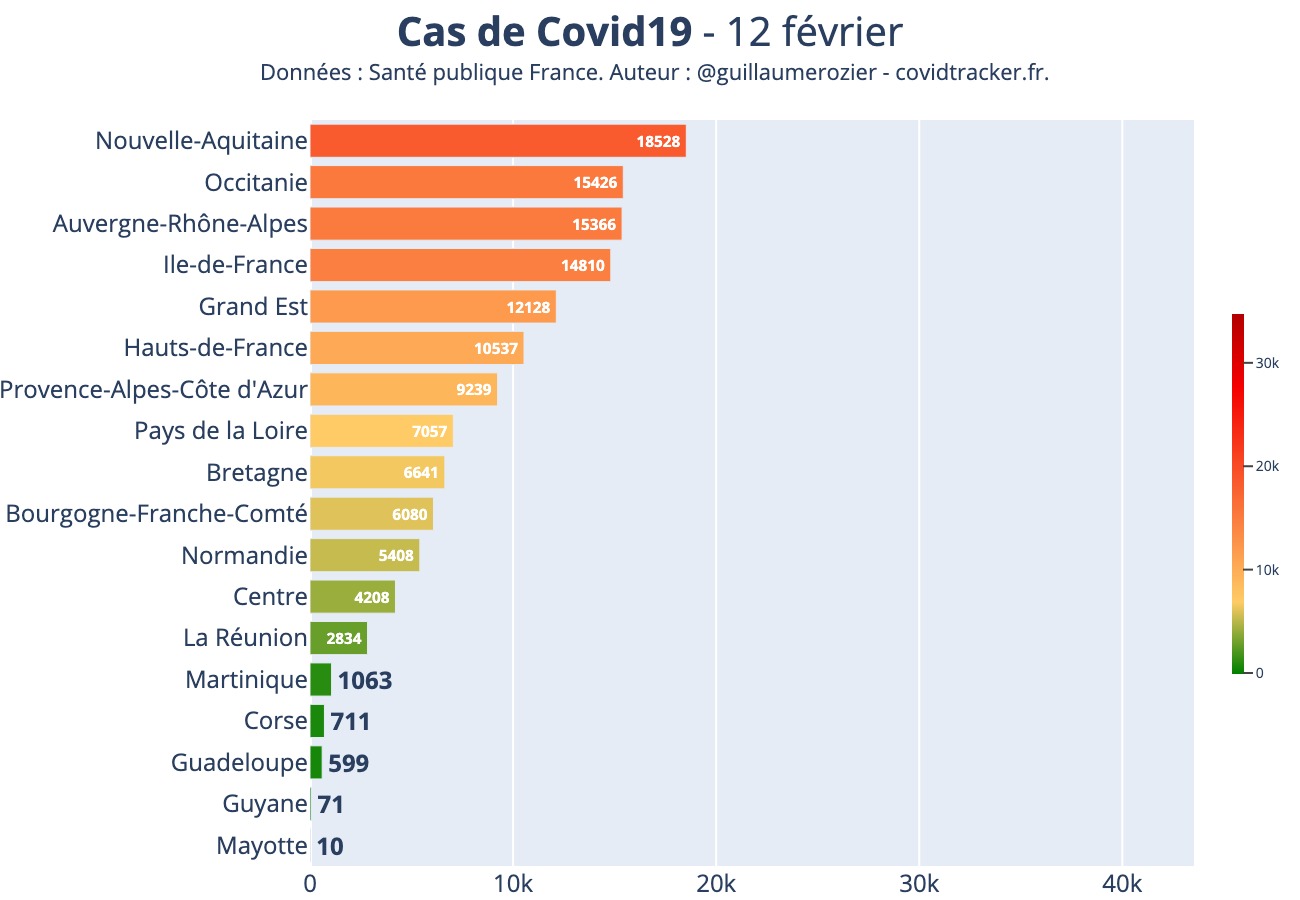 Cas de Covid19 - 12 février
Données : Santé publique France. Auteur : @guillaumerozier - covidtracker.fr.
Nouvelle-Aquitaine 18528
Occitanie 15426
Auvergne-Rhône-Alpes 15366
Ile-de-France 14810
Grand Est 12128
Hauts-de-France 10537
Provence-Alpes-Côte d'Azur 9239
Pays de la Loire 7057
Bretagne 6641
Bourgogne-Franche-Comté 6080
Normandie 5408
Centre 4208
La Réunion 2834
Martinique 1063
Corse 711
Guadeloupe 599
Guyane 71
Mayotte 10
0 10k 20k 30k 40k
30k
20k
10k
0